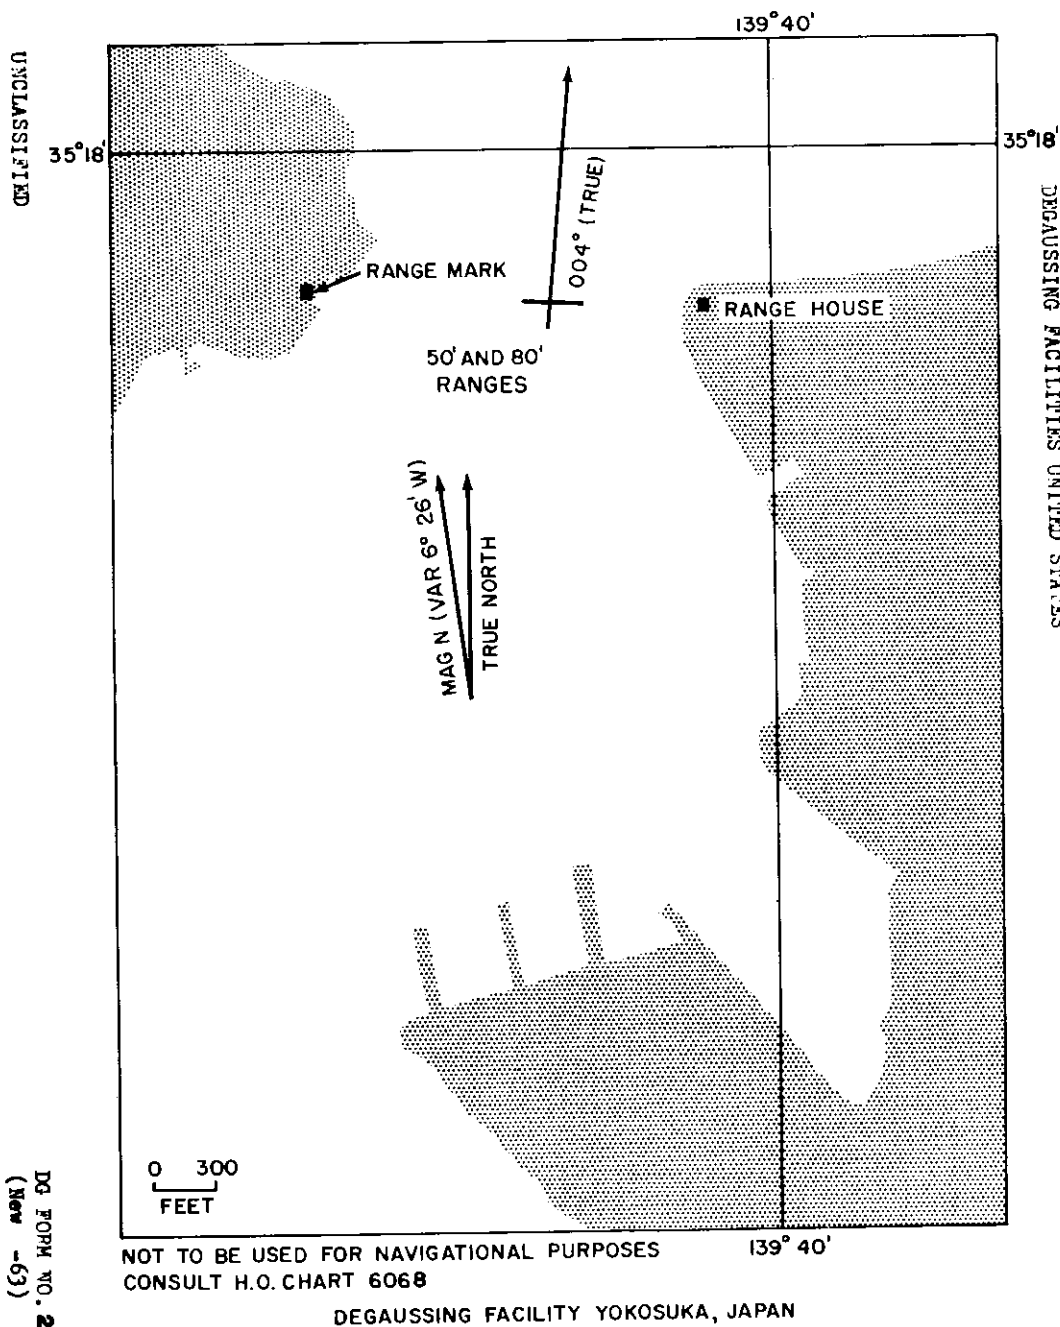 139° 40'
UNCLASSIFIED
35° 18'
35° 18'
DEGAUSSING FACILITIES UNITED STATES
004° (TRUE)
RANGE MARK
RANGE HOUSE
50' AND 80'
RANGES
MAG N (VAR 6° 26' W)
TRUE NORTH
0 300
FEET
DG FORM NO. 2
(New -63)
139° 40'
NOT TO BE USED FOR NAVIGATIONAL PURPOSES
CONSULT H.O. CHART 6068
DEGAUSSING FACILITY YOKOSUKA, JAPAN